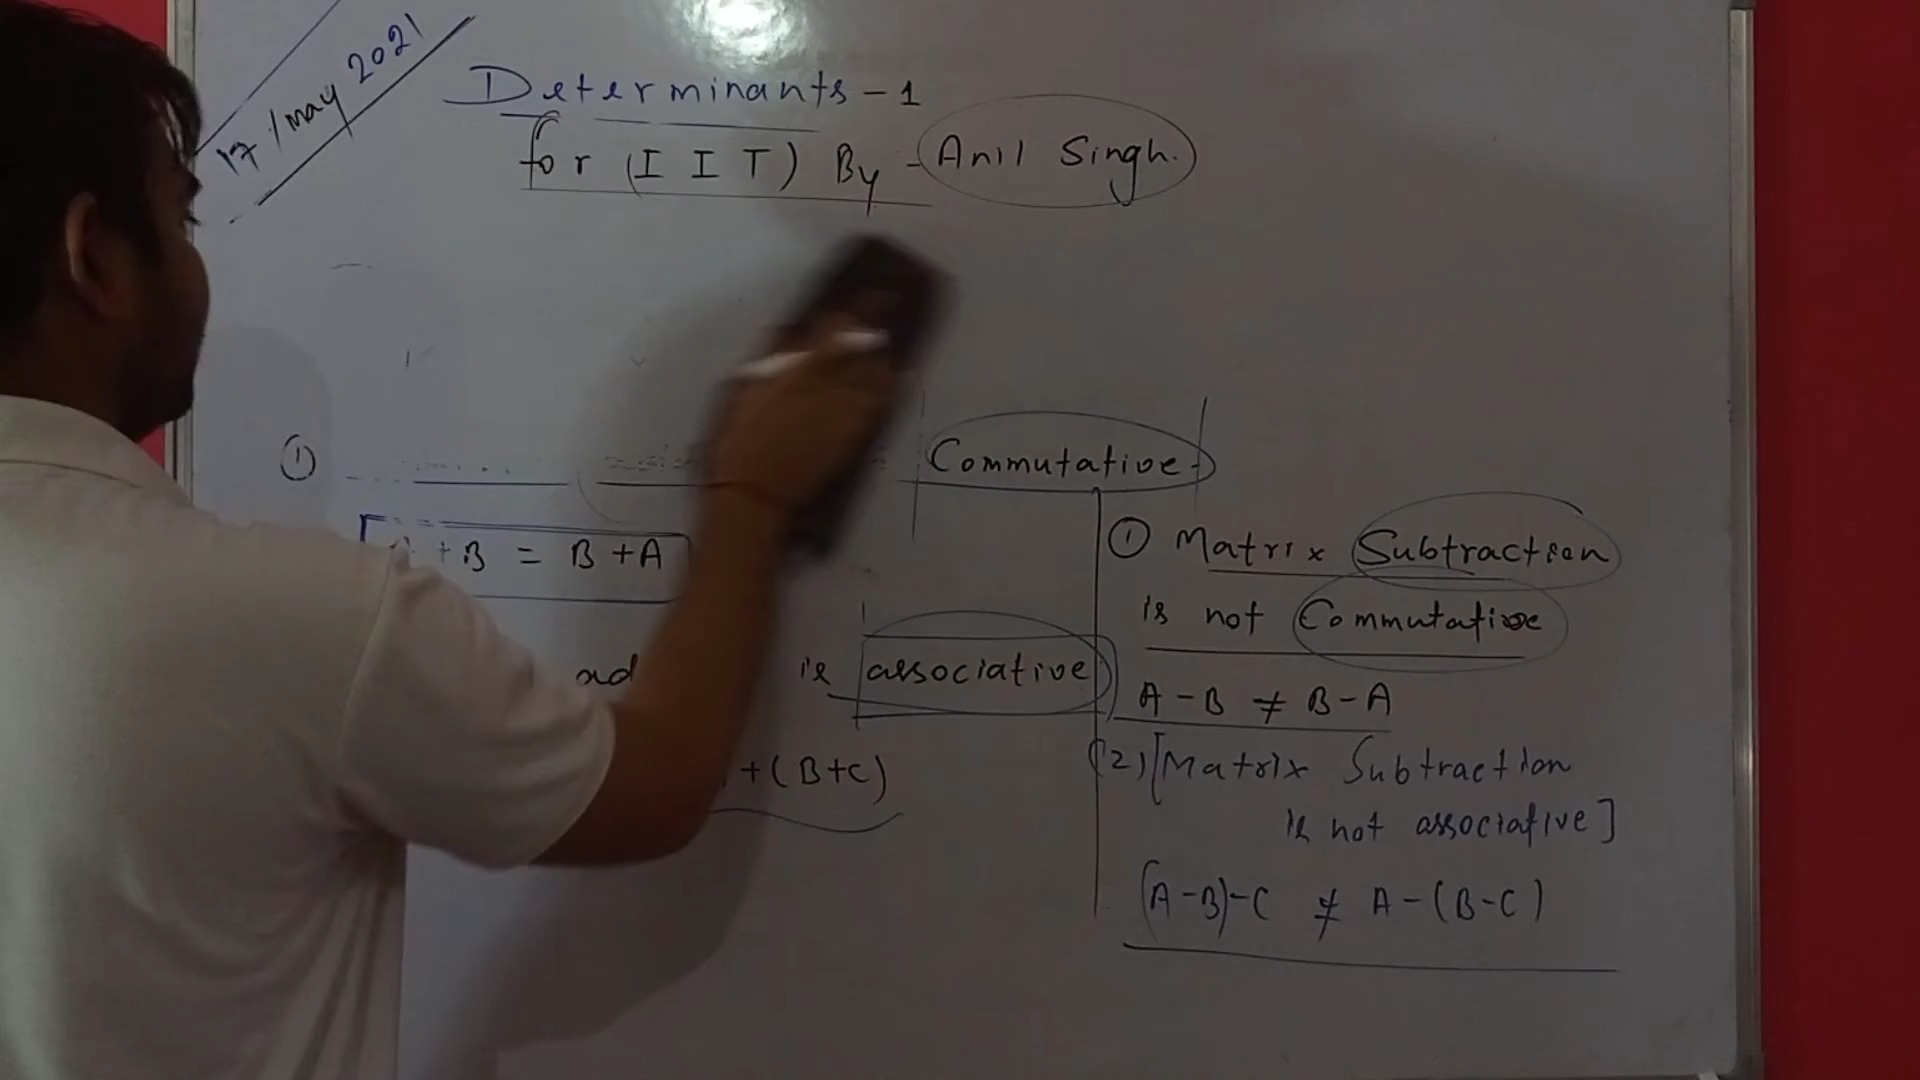 17/may 2021
Determinants-1
for (IIT) By - Anil Singh.
① Commutative
+B = B+A
is associative
+(B+C)
① Matrix Subtraction
is not Commutative
A-B ≠ B-A
(2) [Matrix Subtraction
is not associative]
(A-B)-C ≠ A-(B-C)